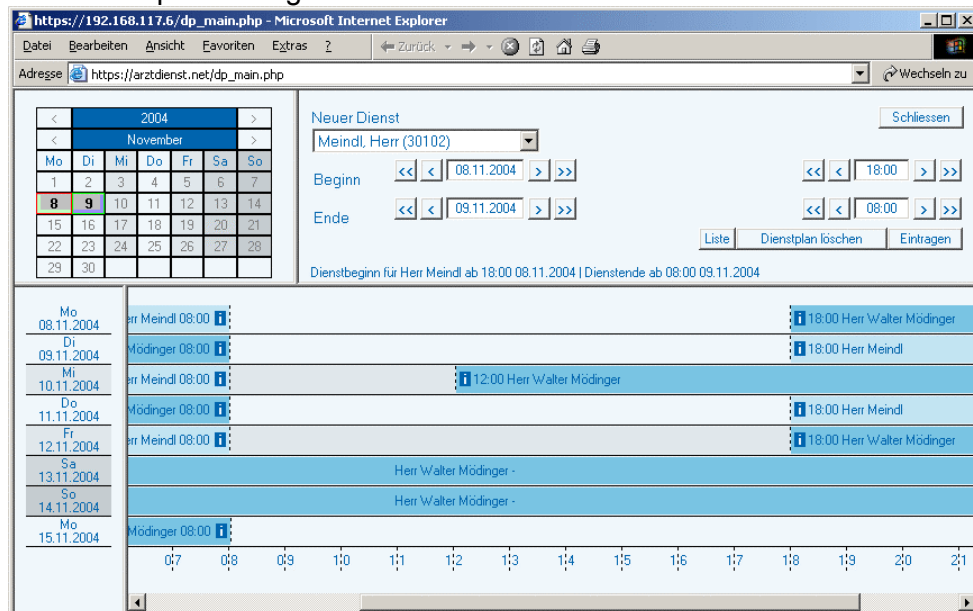 https://192.168.117.6/dp_main.php - Microsoft Internet Explorer
Datei Bearbeiten Ansicht Favoriten Extras ? Zurück
Adresse https://arztdienst.net/dp_main.php Wechseln zu
< 2004 >
< November >
Mo Di Mi Do Fr Sa So
1 2 3 4 5 6 7
8 9 10 11 12 13 14
15 16 17 18 19 20 21
22 23 24 25 26 27 28
29 30
Neuer Dienst Schliessen
Meindl, Herr (30102)
Beginn << < 08.11.2004 > >> << < 18:00 > >>
Ende << < 09.11.2004 > >> << < 08:00 > >>
Liste Dienstplan löschen Eintragen
Dienstbeginn für Herr Meindl ab 18:00 08.11.2004 | Dienstende ab 08:00 09.11.2004
Mo
08.11.2004 Meindl 08:00 i i 18:00 Herr Walter Mödinger
Di
09.11.2004 Mödinger 08:00 i i 18:00 Herr Meindl
Mi
10.11.2004 Meindl 08:00 i i 12:00 Herr Walter Mödinger
Do
11.11.2004 Mödinger 08:00 i i 18:00 Herr Meindl
Fr
12.11.2004 Meindl 08:00 i i 18:00 Herr Walter Mödinger
Sa
13.11.2004 Herr Walter Mödinger -
So
14.11.2004 Herr Walter Mödinger -
Mo
15.11.2004 Mödinger 08:00 i
07 08 09 10 11 12 13 14 15 16 17 18 19 20 21